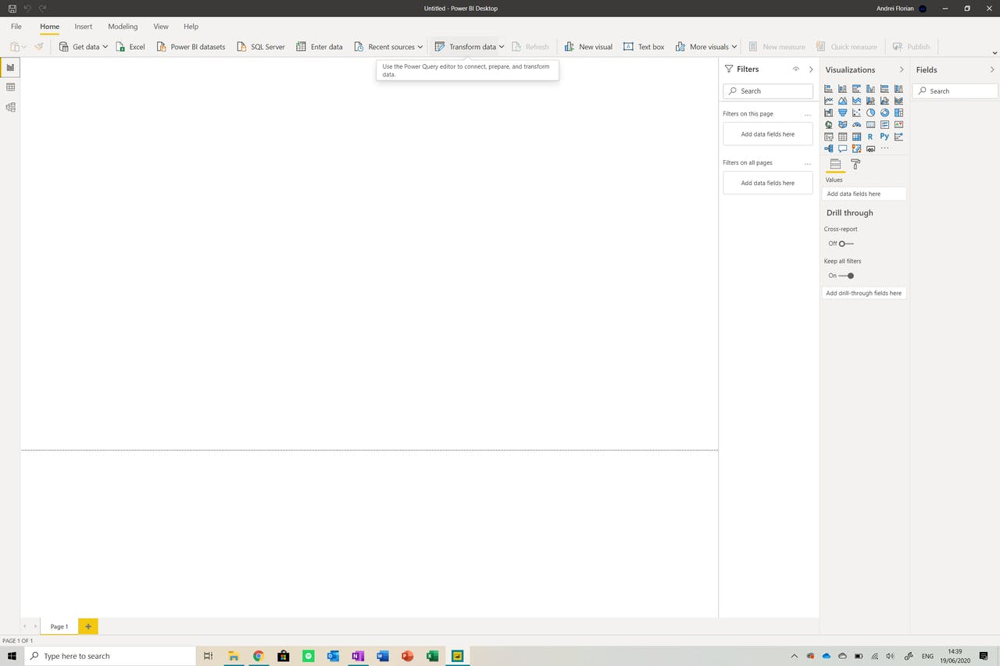 Untitled - Power BI Desktop
Andrei Florian
File Home Insert Modeling View Help
Get data Excel Power BI datasets SQL Server Enter data Recent sources Transform data Refresh New visual Text box More visuals New measure Quick measure Publish
Use the Power Query editor to connect, prepare, and transform
data.
Filters
Search
Filters on this page
Add data fields here
Filters on all pages
Add data fields here
Visualizations
R Py
Values
Add data fields here
Drill through
Cross-report
Off
Keep all filters
On
Add drill-through fields here
Fields
Search
Page 1
PAGE 1 OF 1
Type here to search
ENG
14:39
19/06/2020